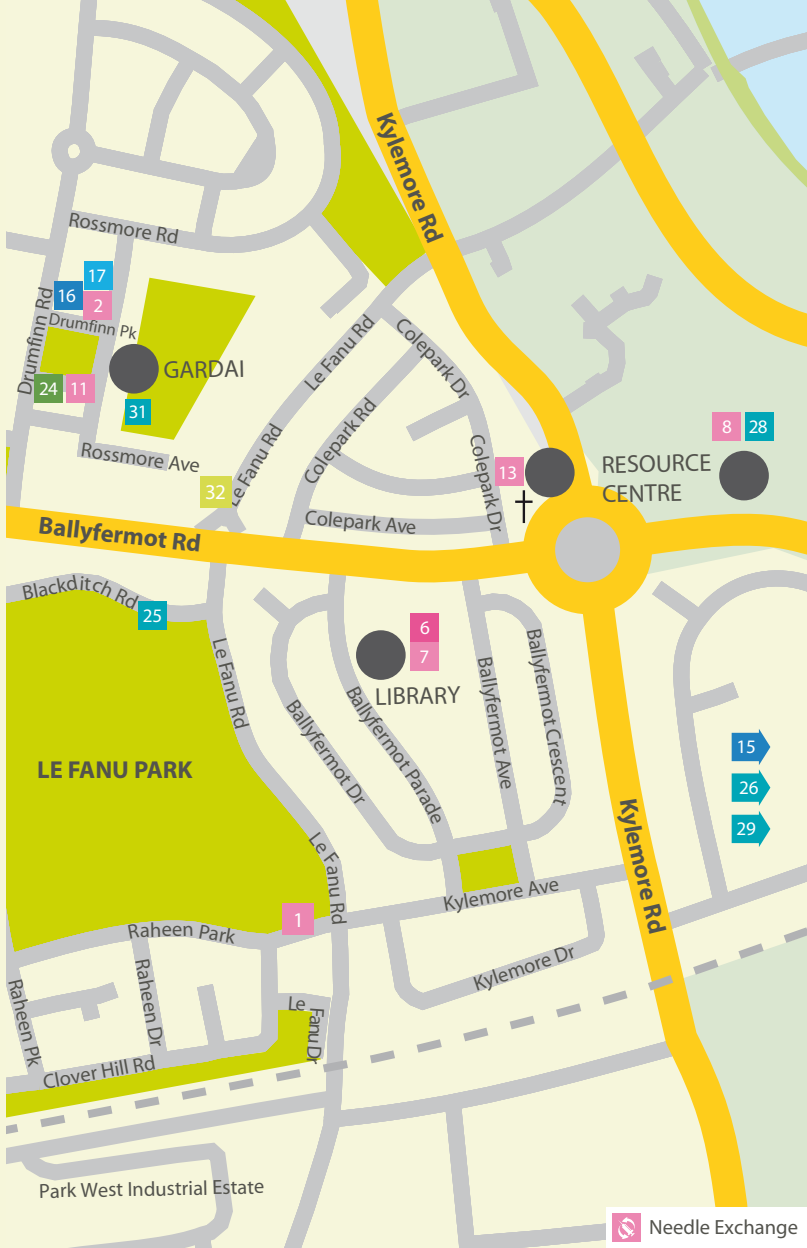 Kylemore Rd
Rossmore Rd
17
16
2
Drumfinn Rd
Drumfinn Pk
GARDAI
24
11
31
Rossmore Ave
Le Fanu Rd
Le Fanu Rd
Colepark Dr
Colepark Rd
Colepark Dr
32
13
8
28
RESOURCE
CENTRE
Colepark Ave
Ballyfermot Rd
Blackditch Rd
25
6
7
LIBRARY
Le Fanu Rd
Ballyfermot Dr
Ballyfermot Parade
Ballyfermot Ave
Ballyfermot Crescent
LE FANU PARK
15
26
29
Kylemore Rd
Le Fanu Rd
Kylemore Ave
1
Raheen Park
Kylemore Dr
Raheen Pk
Raheen Dr
Le
Fanu Dr
Clover Hill Rd
Park West Industrial Estate
Needle Exchange